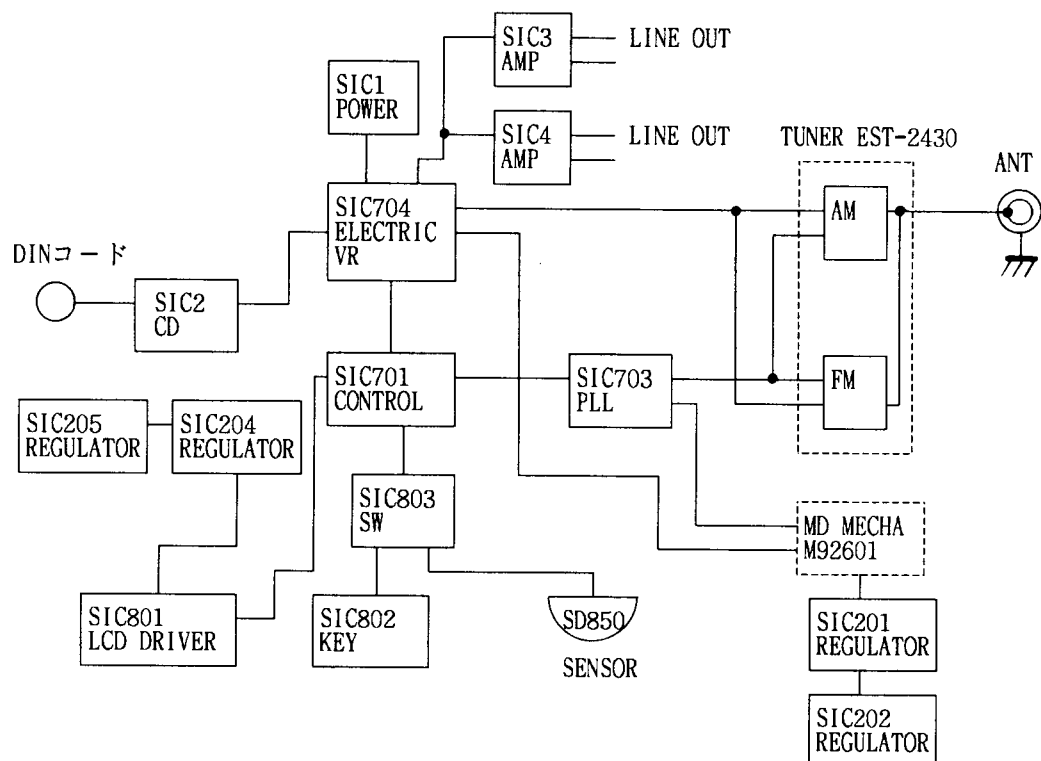 SIC3
AMP
LINE OUT
SIC1
POWER
SIC4
AMP
LINE OUT
TUNER EST-2430
ANT
SIC704
ELECTRIC
VR
AM
DINコード
SIC2
CD
SIC701
CONTROL
SIC703
PLL
FM
SIC205
REGULATOR
SIC204
REGULATOR
SIC803
SW
MD MECHA
M92601
SIC801
LCD DRIVER
SIC802
KEY
SD850
SENSOR
SIC201
REGULATOR
SIC202
REGULATOR